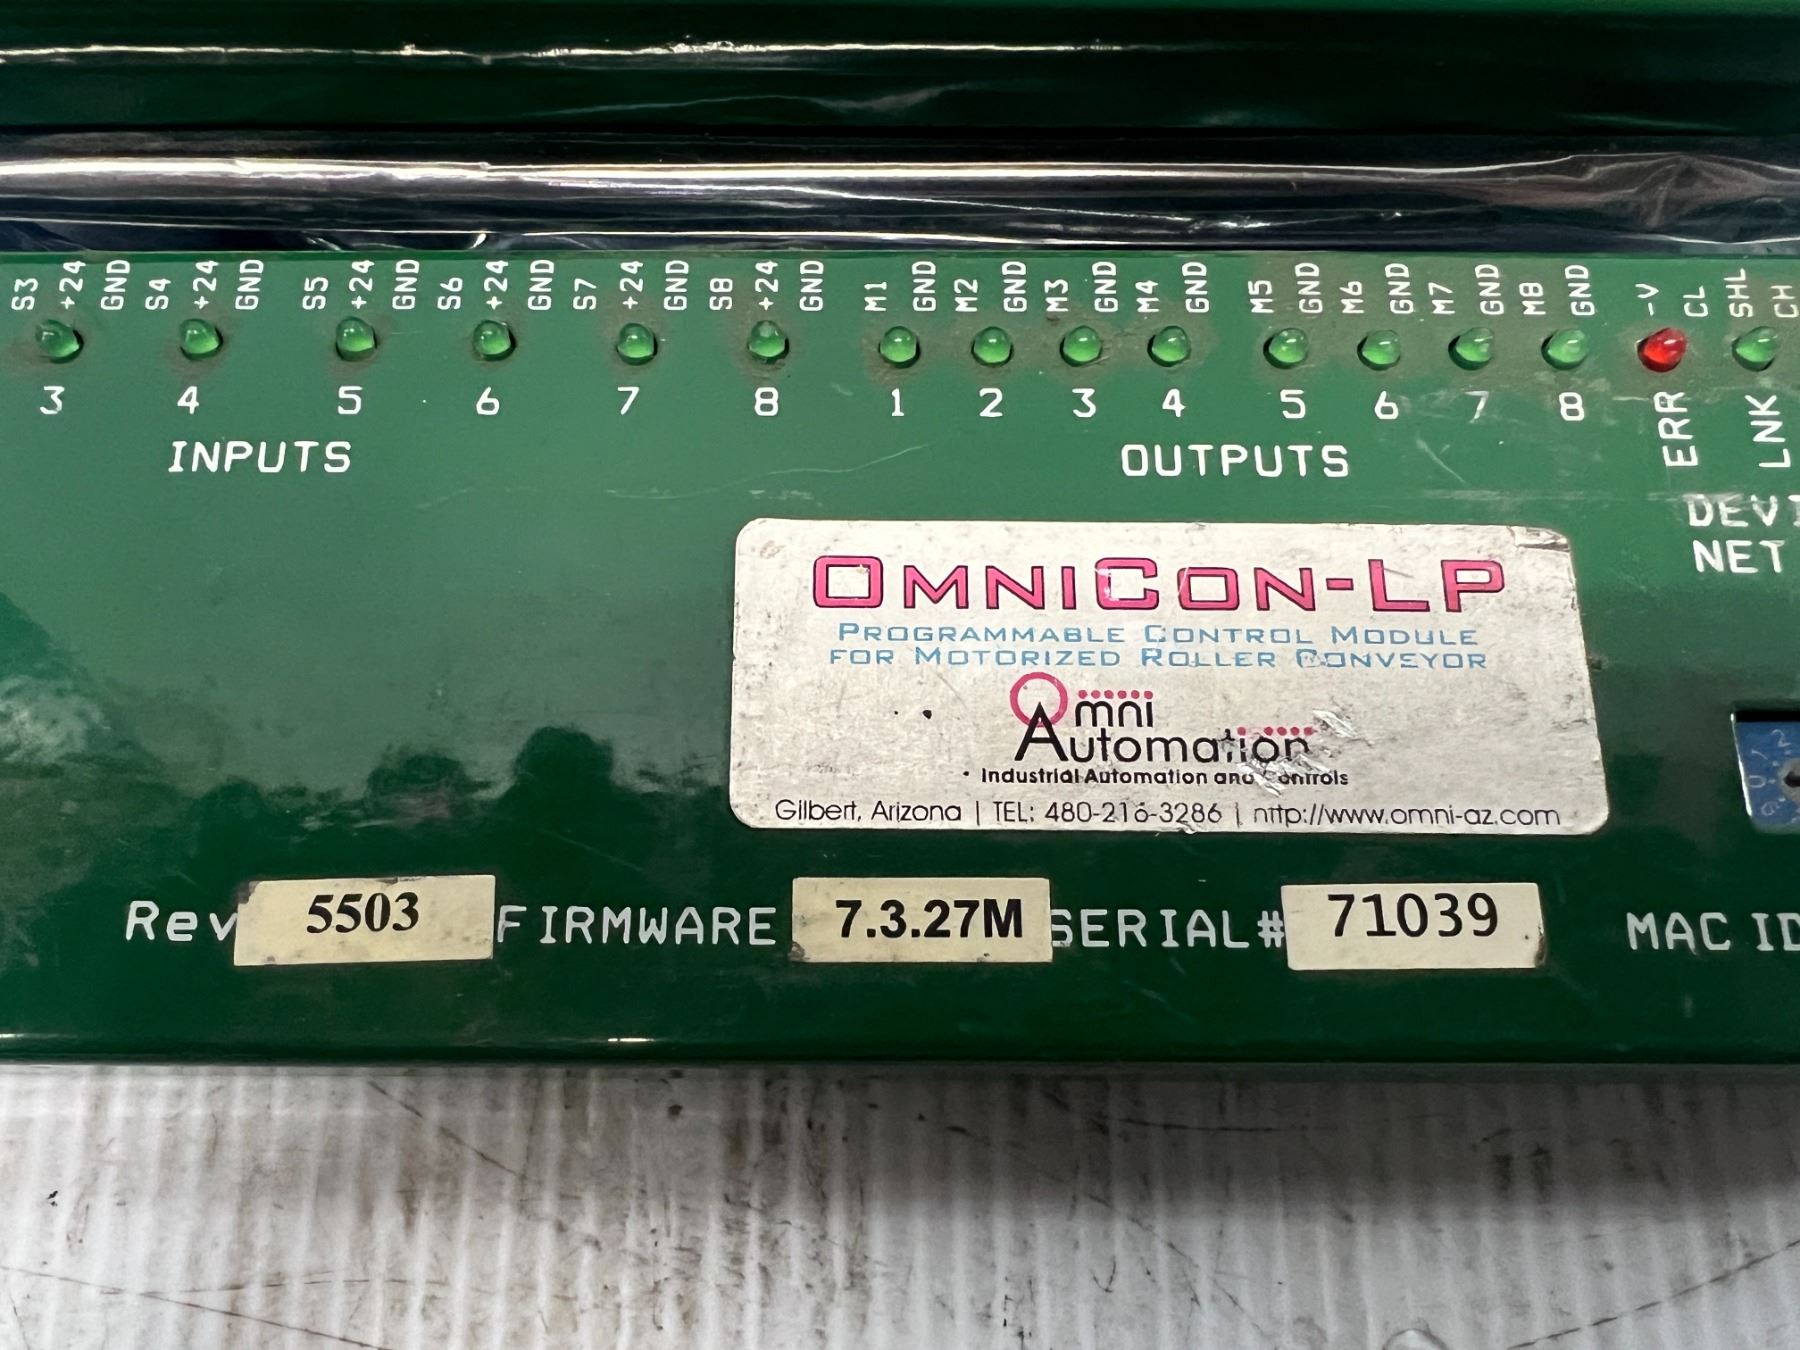 S3 +24 GND S4 +24 GND S5 +24 GND S6 +24 GND S7 +24 GND S8 +24 GND M1 GND M2 GND M3 GND M4 GND M5 GND M6 GND M7 GND M8 GND -V CL SHL CH
3 4 5 6 7 8 1 2 3 4 5 6 7 8 ERR LNK
INPUTS OUTPUTS
DEVI
NET
OMNICON-LP
PROGRAMMABLE CONTROL MODULE
FOR MOTORIZED ROLLER CONVEYOR
Omni
Automation
Industrial Automation and Controls
Gilbert, Arizona | TEL: 480-216-3286 | http://www.omni-az.com
Rev 5503 FIRMWARE 7.3.27M SERIAL# 71039 MAC ID